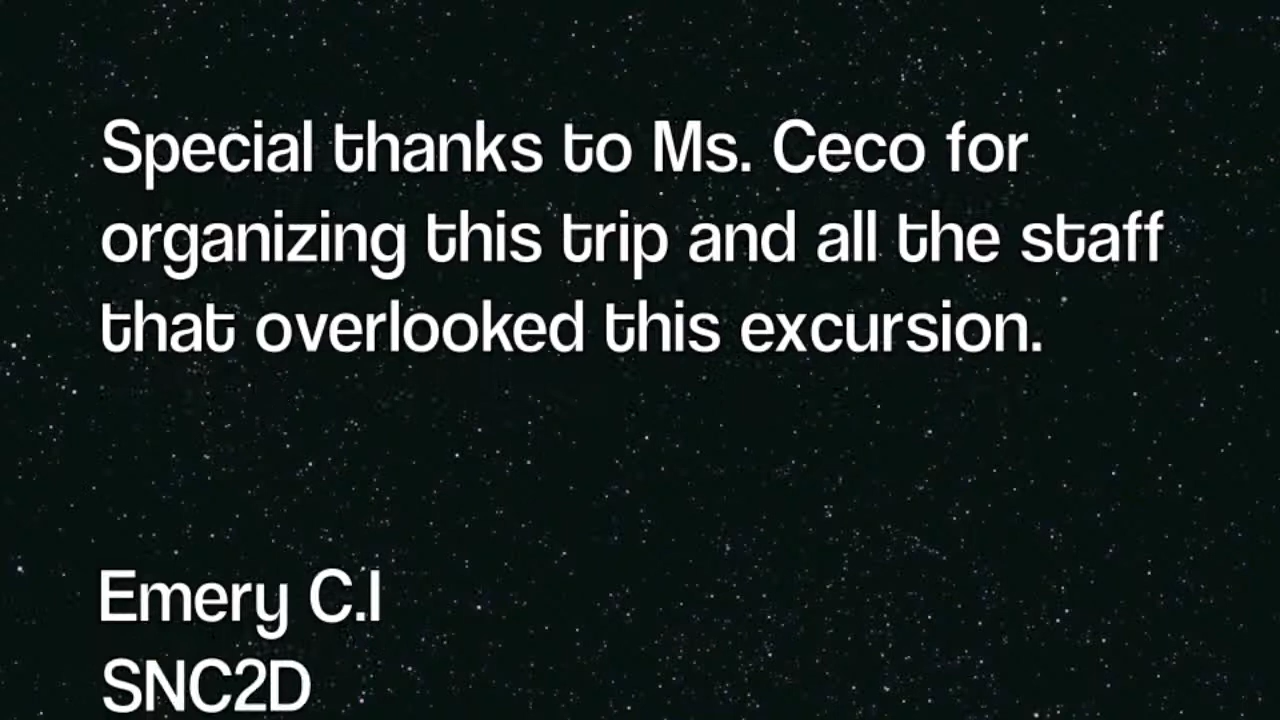 Special thanks to Ms. Ceco for
organizing this trip and all the staff
that overlooked this excursion.
Emery C.I
SNC2D